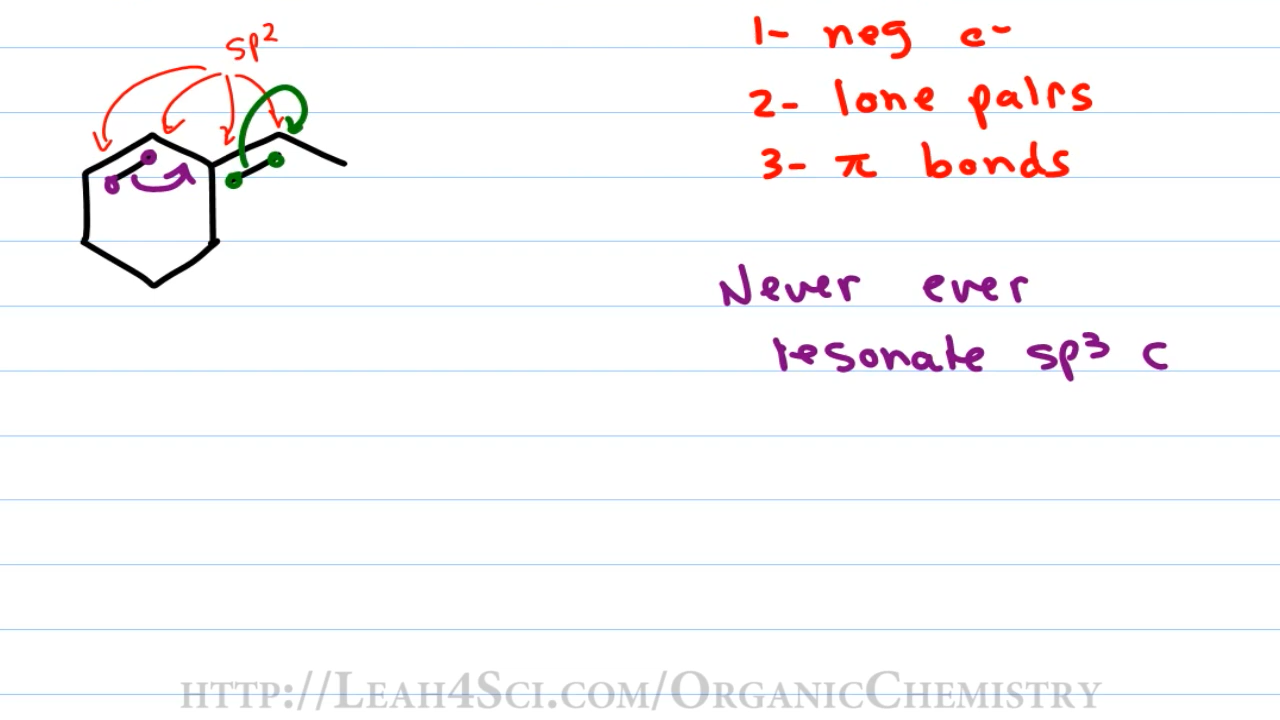 sp²
1- neg e-
2- lone pairs
3- π bonds
Never ever
resonate sp³ c
HTTP://LEAH4SCI.COM/ORGANICCHEMISTRY